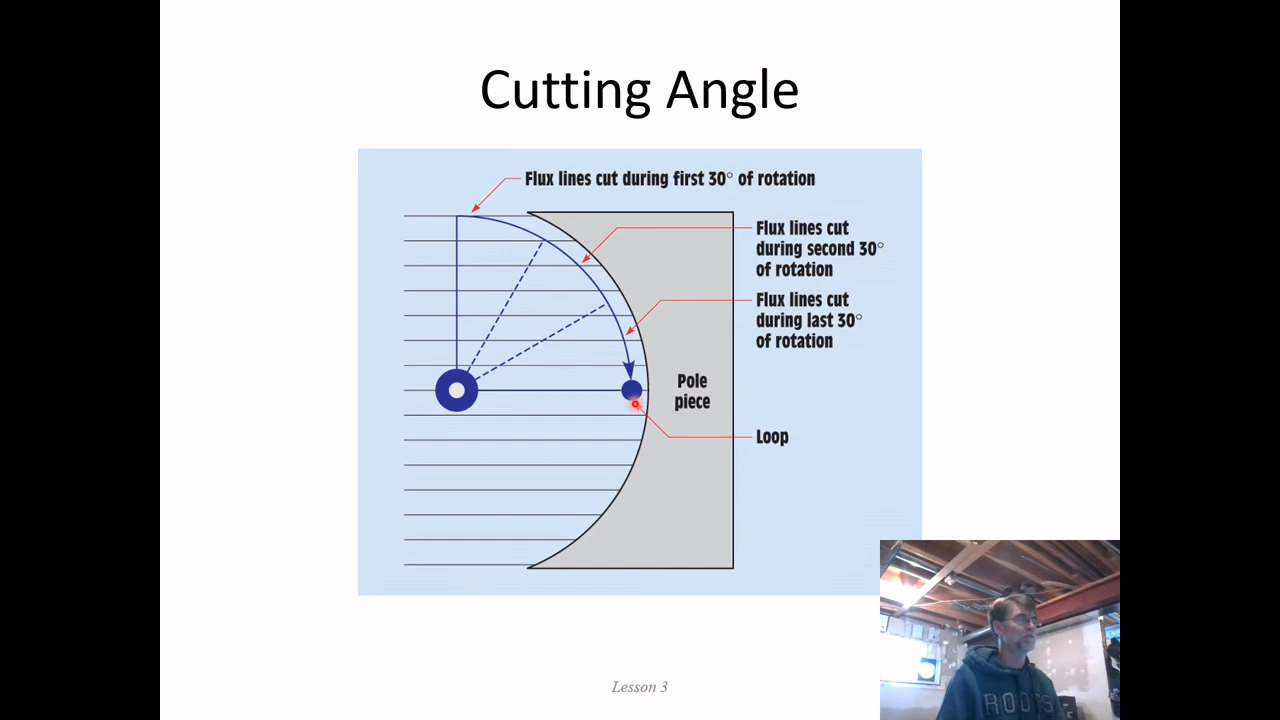 Cutting Angle
Flux lines cut during first 30° of rotation
Flux lines cut
during second 30°
of rotation
Flux lines cut
during last 30°
of rotation
Pole
piece
Loop
Lesson 3
ROOTS